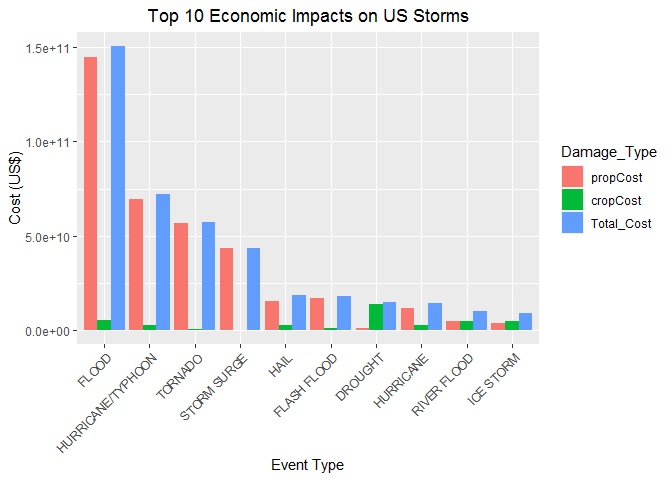 Top 10 Economic Impacts on US Storms
1.5e+11
1.0e+11
5.0e+10
0.0e+00
Cost (US$)
FLOOD
HURRICANE/TYPHOON
TORNADO
STORM SURGE
HAIL
FLASH FLOOD
DROUGHT
HURRICANE
RIVER FLOOD
ICE STORM
Event Type
Damage_Type
propCost
cropCost
Total_Cost